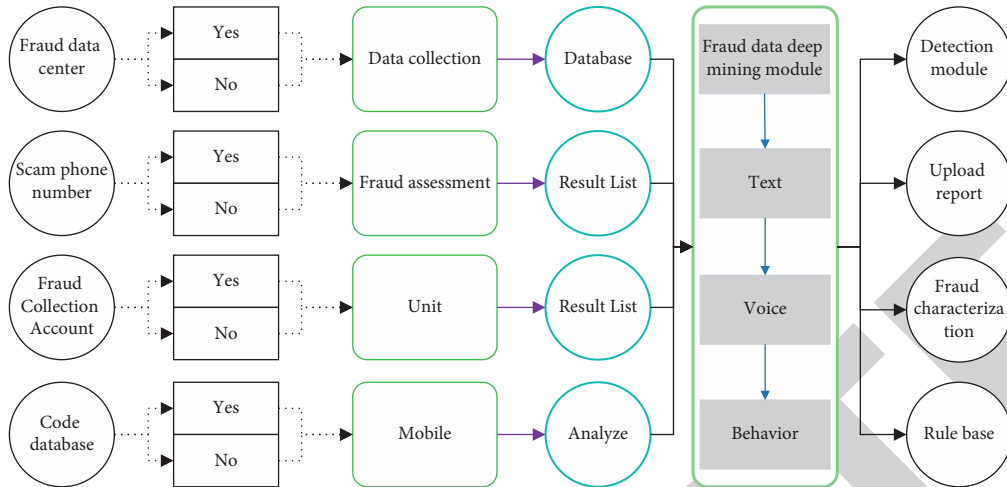 Fraud data
center
Yes
No
Data collection
Database
Fraud data deep
mining module
Detection
module
Scam phone
number
Yes
No
Fraud assessment
Result List
Text
Upload
report
Fraud
Collection
Account
Yes
No
Unit
Result List
Voice
Fraud
characteriza
tion
Code
database
Yes
No
Mobile
Analyze
Behavior
Rule base